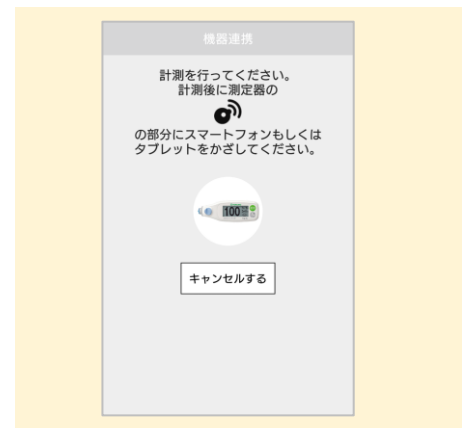 機器連携
計測を行ってください。
計測後に測定器の
の部分にスマートフォンもしくは
タブレットをかざしてください。
100
キャンセルする